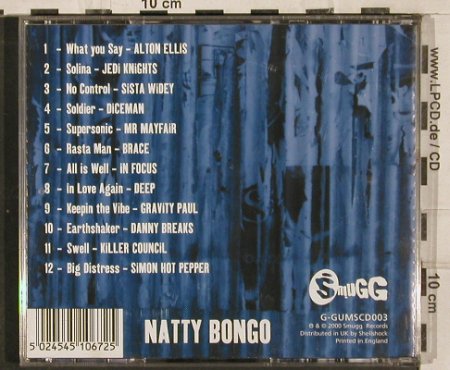 10 cm
1 - What you Say - ALTON ELLIS
2 - Solina - JEDi KNiGHTS
3 - No Control - SiSTA WiDEY
4 - Soldier - DiCEMAN
5 - Supersonic - MR MAYFAiR
6 - Rasta Man - BRACE
7 - All is Well - iN FOCUS
8 - in Love Again - DEEP
9 - Keepin the Vibe - GRAViTY PAUL
10 - Earthshaker - DANNY BREAKS
11 - Swell - KiLLER COUNCiL
12 - Big Distress - SiMON HOT PEPPER
5 024545 106725
NATTY BONGO
SmuGG
G-GUMSCD003
℗ & © 2000 Smugg Records
Distributed in UK by Shellshock
Printed in England
www.LPCD.de / CD
10 cm